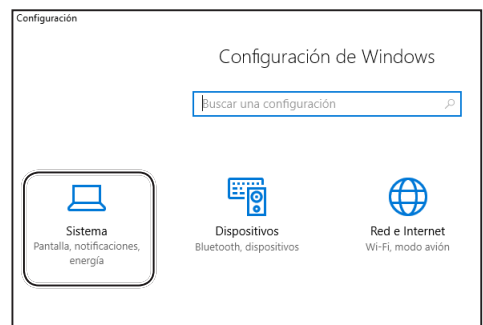 Configuración
Configuración de Windows
Buscar una configuración
Sistema
Pantalla, notificaciones,
energía
Dispositivos
Bluetooth, dispositivos
Red e Internet
Wi-Fi, modo avión